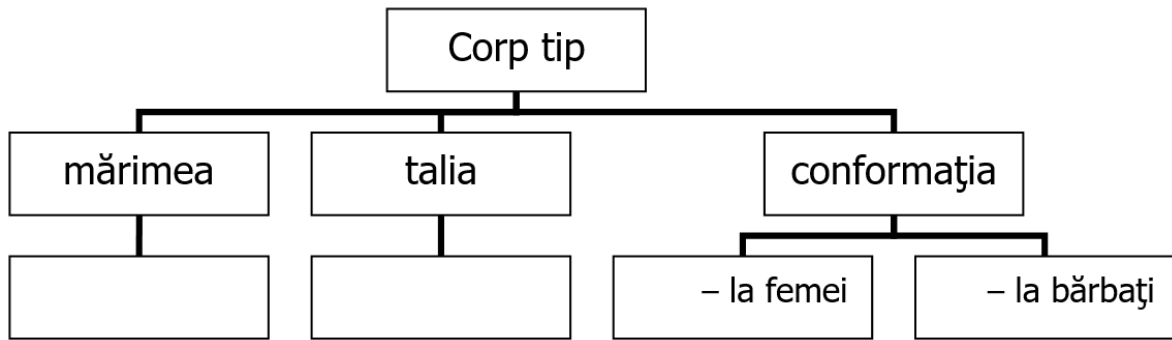 Corp tip
mărimea
talia
conformaţia
– la femei
– la bărbaţi